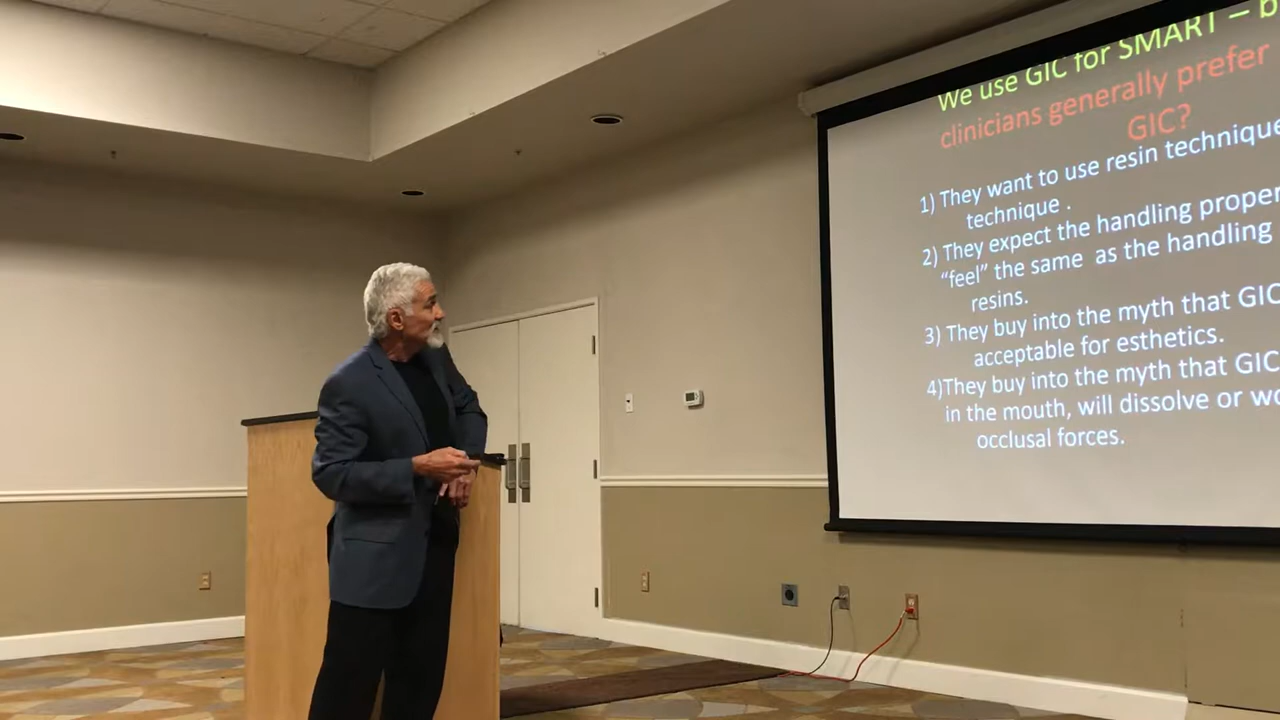 We use GIC for SMART – b
clinicians generally prefer
GIC?
1) They want to use resin technique
technique .
2) They expect the handling proper
“feel” the same as the handling
resins.
3) They buy into the myth that GIC
acceptable for esthetics.
4)They buy into the myth that GIC
in the mouth, will dissolve or wo
occlusal forces.